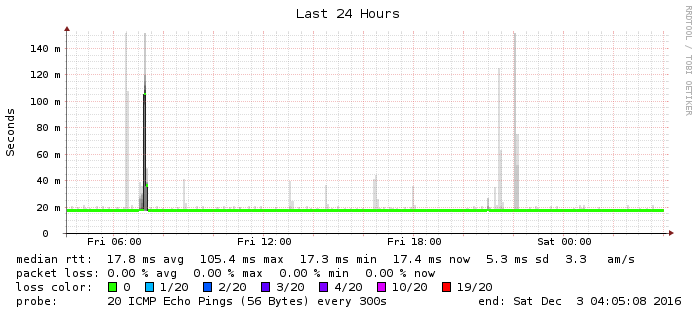 Last 24 Hours
RRDTOOL / TOBI OETIKER
Seconds
140 m
120 m
100 m
80 m
60 m
40 m
20 m
0
Fri 06:00 Fri 12:00 Fri 18:00 Sat 00:00
median rtt: 17.8 ms avg 105.4 ms max 17.3 ms min 17.4 ms now 5.3 ms sd 3.3 am/s
packet loss: 0.00 % avg 0.00 % max 0.00 % min 0.00 % now
loss color: 0 1/20 2/20 3/20 4/20 10/20 19/20
probe: 20 ICMP Echo Pings (56 Bytes) every 300s end: Sat Dec 3 04:05:08 2016